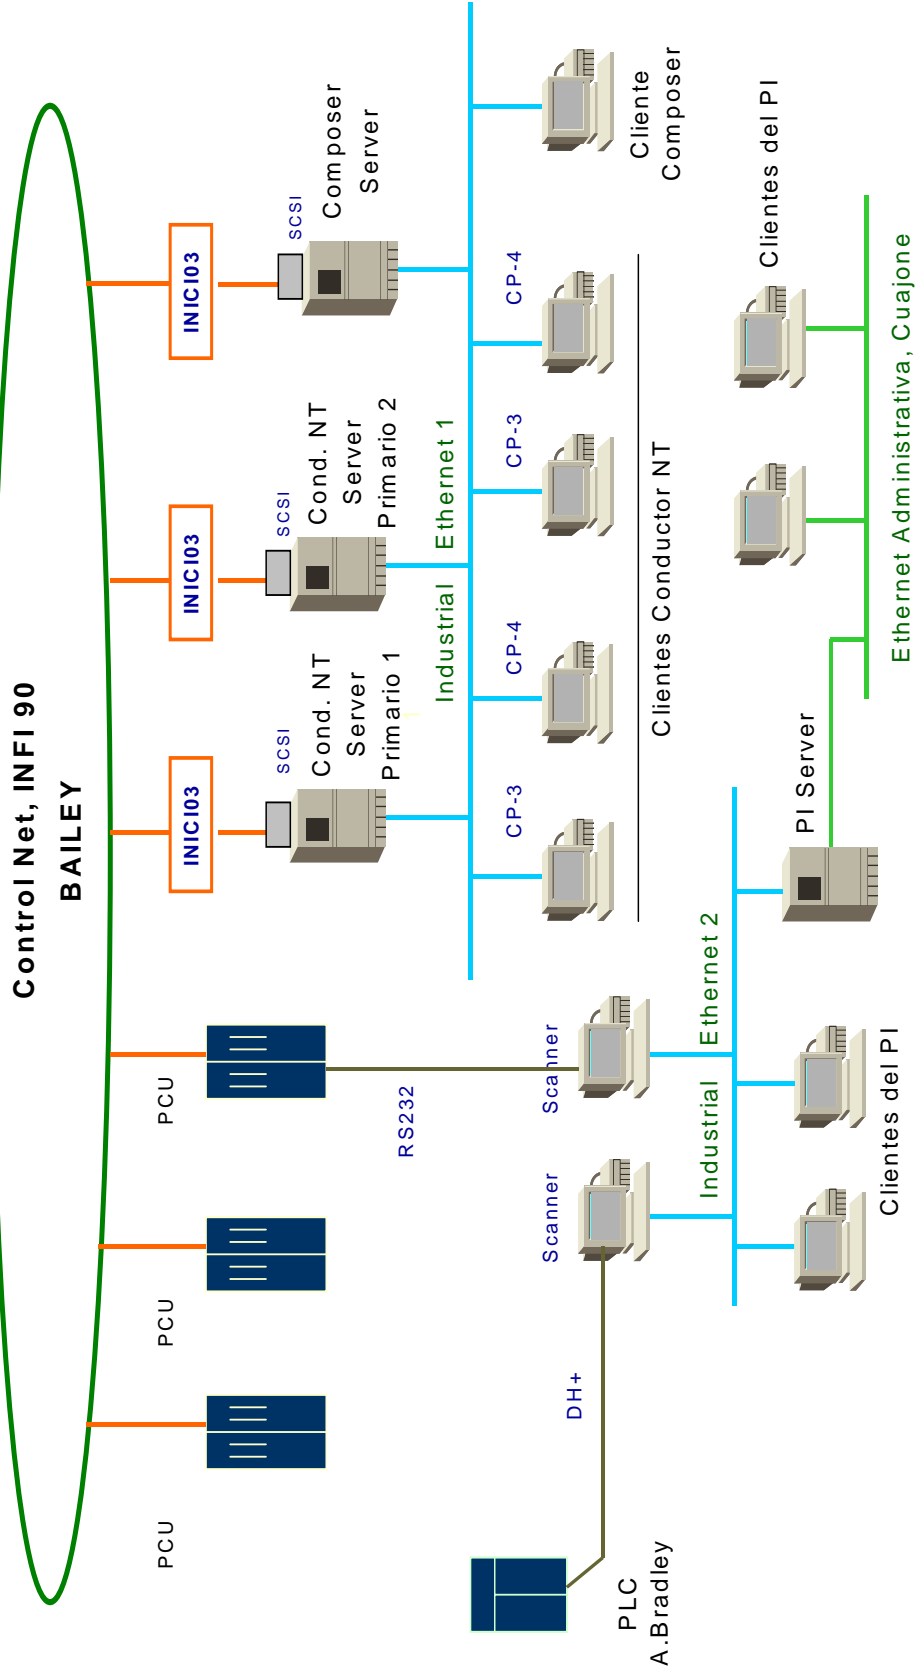 Control Net, INFI 90
BAILEY
PCU
PCU
PCU
INICI03
INICI03
INICI03
SCSI
SCSI
SCSI
Cond. NT
Server
Primario 1
Cond. NT
Server
Primario 2
Composer
Server
RS232
Industrial Ethernet 1
CP-3
CP-4
CP-3
CP-4
Clientes Conductor NT
Cliente
Composer
PLC
A.Bradley
DH+
Scanner
Scanner
Industrial Ethernet 2
PI Server
Clientes del PI
Clientes del PI
Ethernet Administrativa, Cuajone